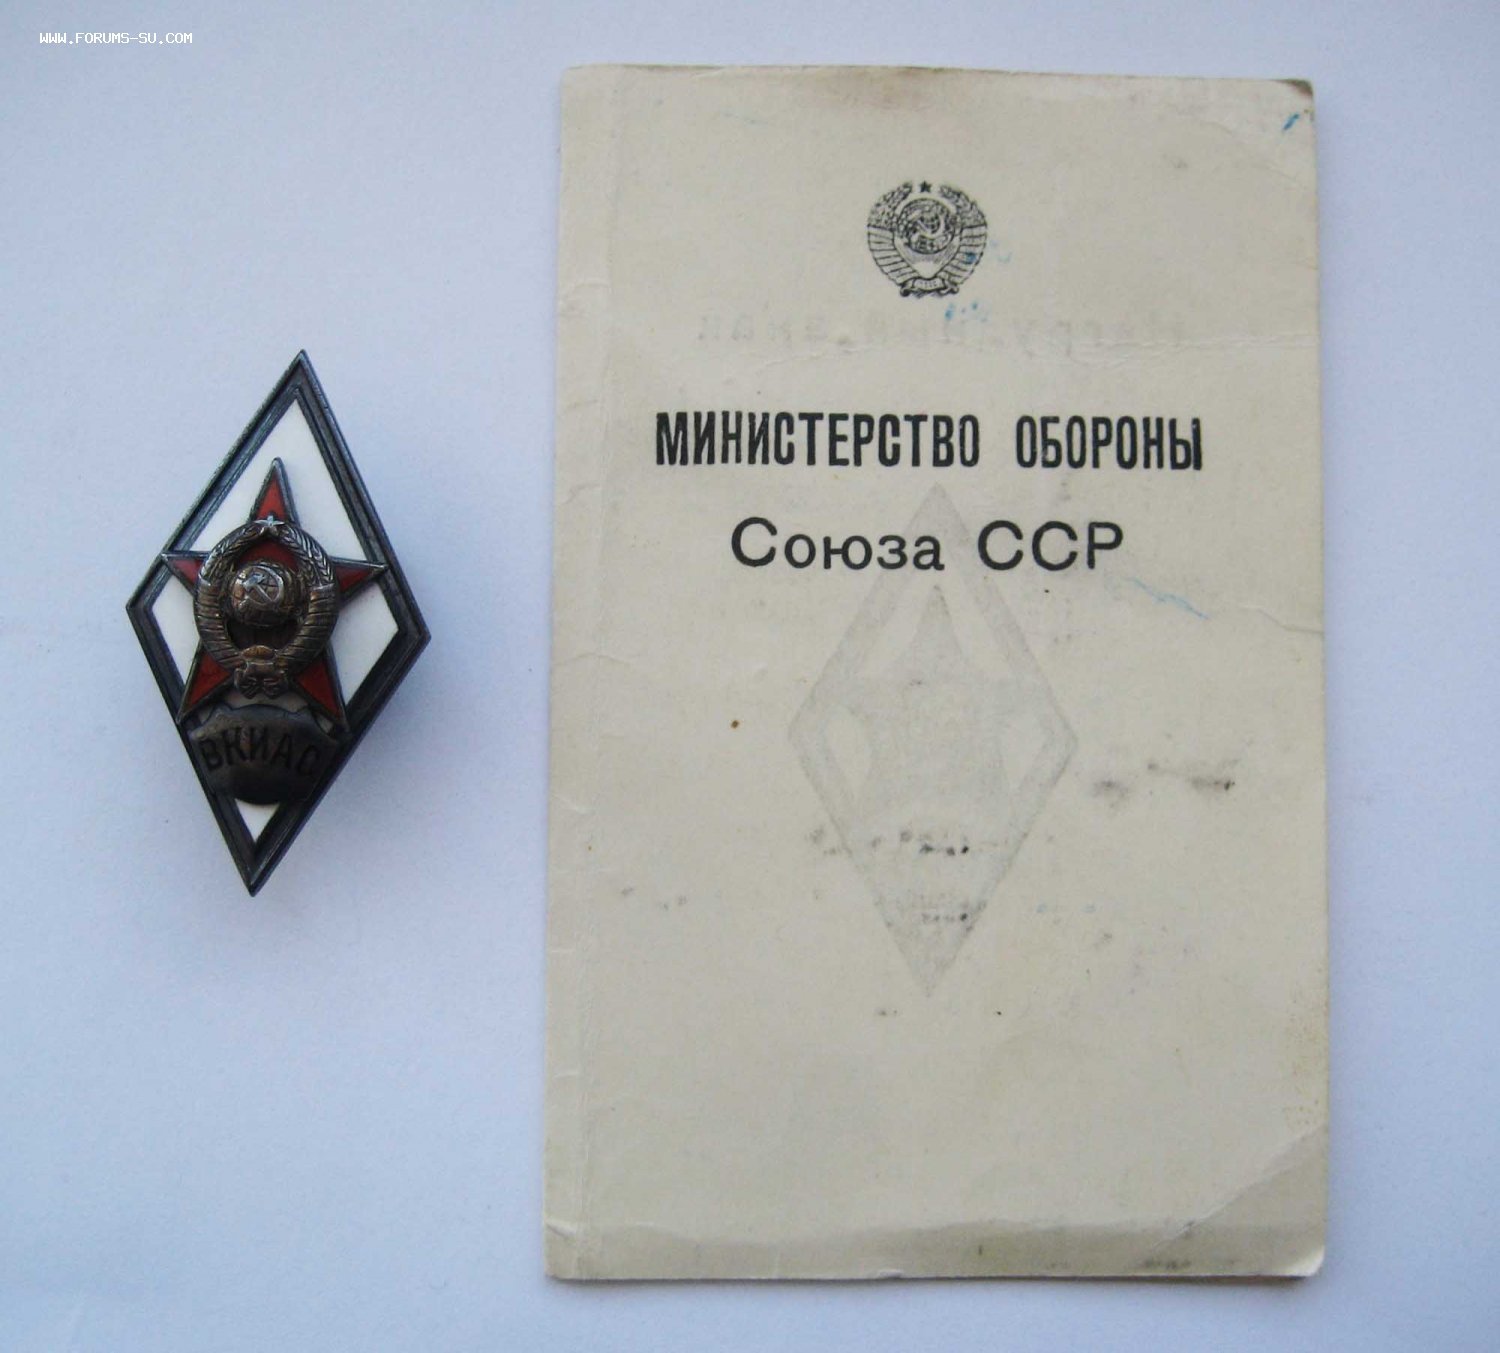 WWW.FORUMS-SU.COM
МИНИСТЕРСТВО ОБОРОНЫ
Союза ССР
ВКИАС